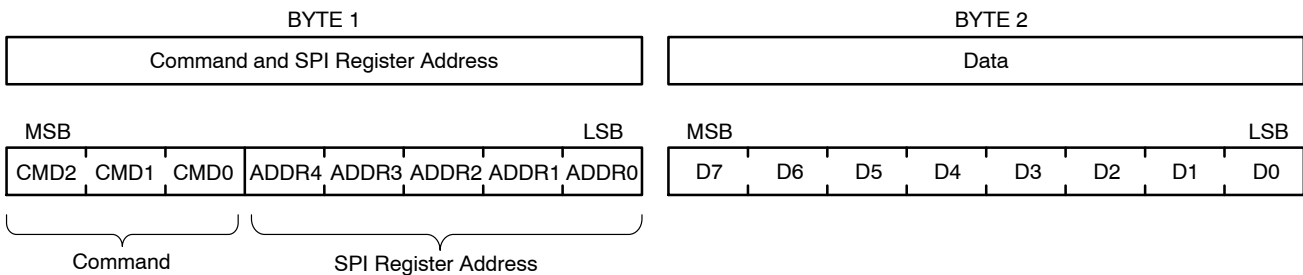 BYTE 1 BYTE 2
Command and SPI Register Address Data
MSB LSB MSB LSB
CMD2 CMD1 CMD0 ADDR4 ADDR3 ADDR2 ADDR1 ADDR0 D7 D6 D5 D4 D3 D2 D1 D0
Command SPI Register Address